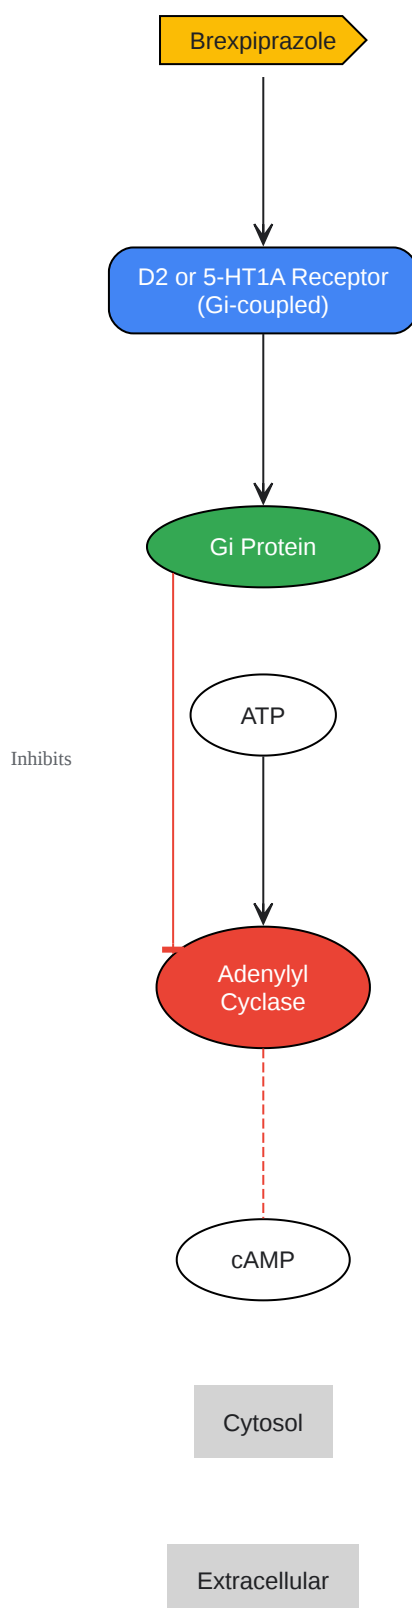 Brexpiprazole
D2 or 5-HT1A Receptor
(Gi-coupled)
Gi Protein
ATP
Inhibits
Adenylyl
Cyclase
cAMP
Cytosol
Extracellular